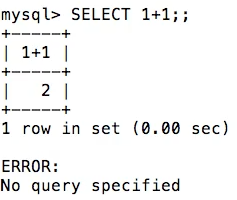 mysql> SELECT 1+1;;
+-----+
| 1+1 |
+-----+
|   2 |
+-----+
1 row in set (0.00 sec)

ERROR:
No query specified